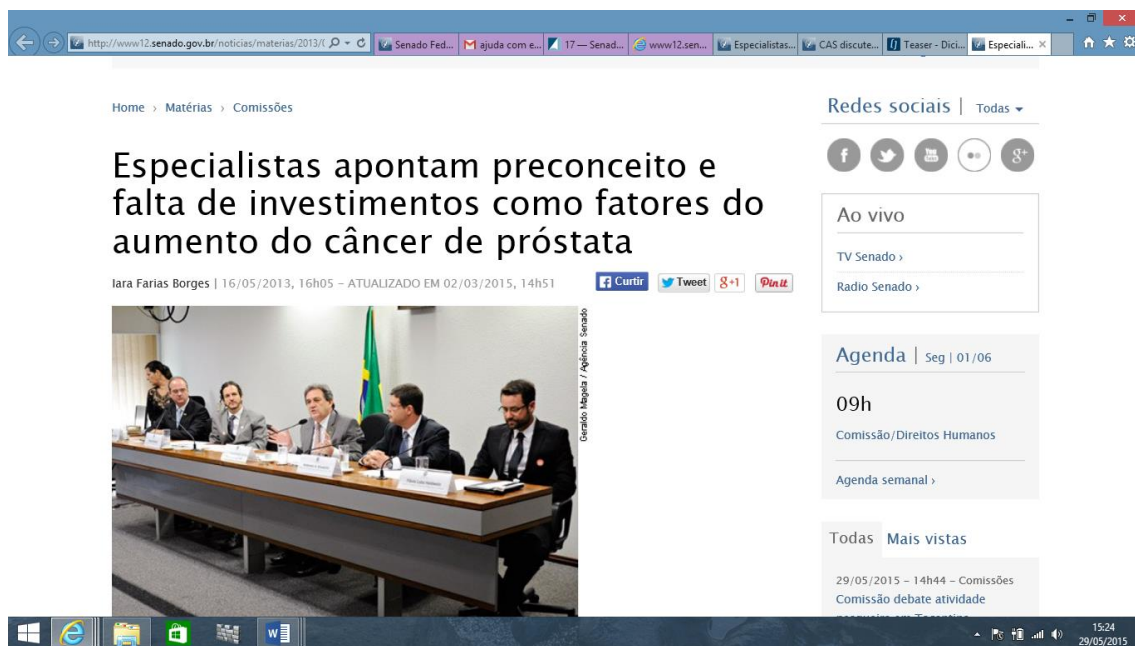 http://www12.senado.gov.br/noticias/materias/2013/(
Senado Fed...
ajuda com e...
17 — Senad...
www12.sen...
Especialistas...
CAS discute...
Teaser - Dici...
Especiali...
Home › Matérias › Comissões
Especialistas apontam preconceito e
falta de investimentos como fatores do
aumento do câncer de próstata
Iara Farias Borges | 16/05/2013, 16h05 - ATUALIZADO EM 02/03/2015, 14h51
Curtir
Tweet
g+1
Pinit
Geraldo Magela / Agência Senado
Redes sociais | Todas
You
Tube
g+
Ao vivo
TV Senado ›
Radio Senado ›
Agenda | Seg | 01/06
09h
Comissão/Direitos Humanos
Agenda semanal ›
Todas Mais vistas
29/05/2015 - 14h44 - Comissões
Comissão debate atividade
15:24
29/05/2015